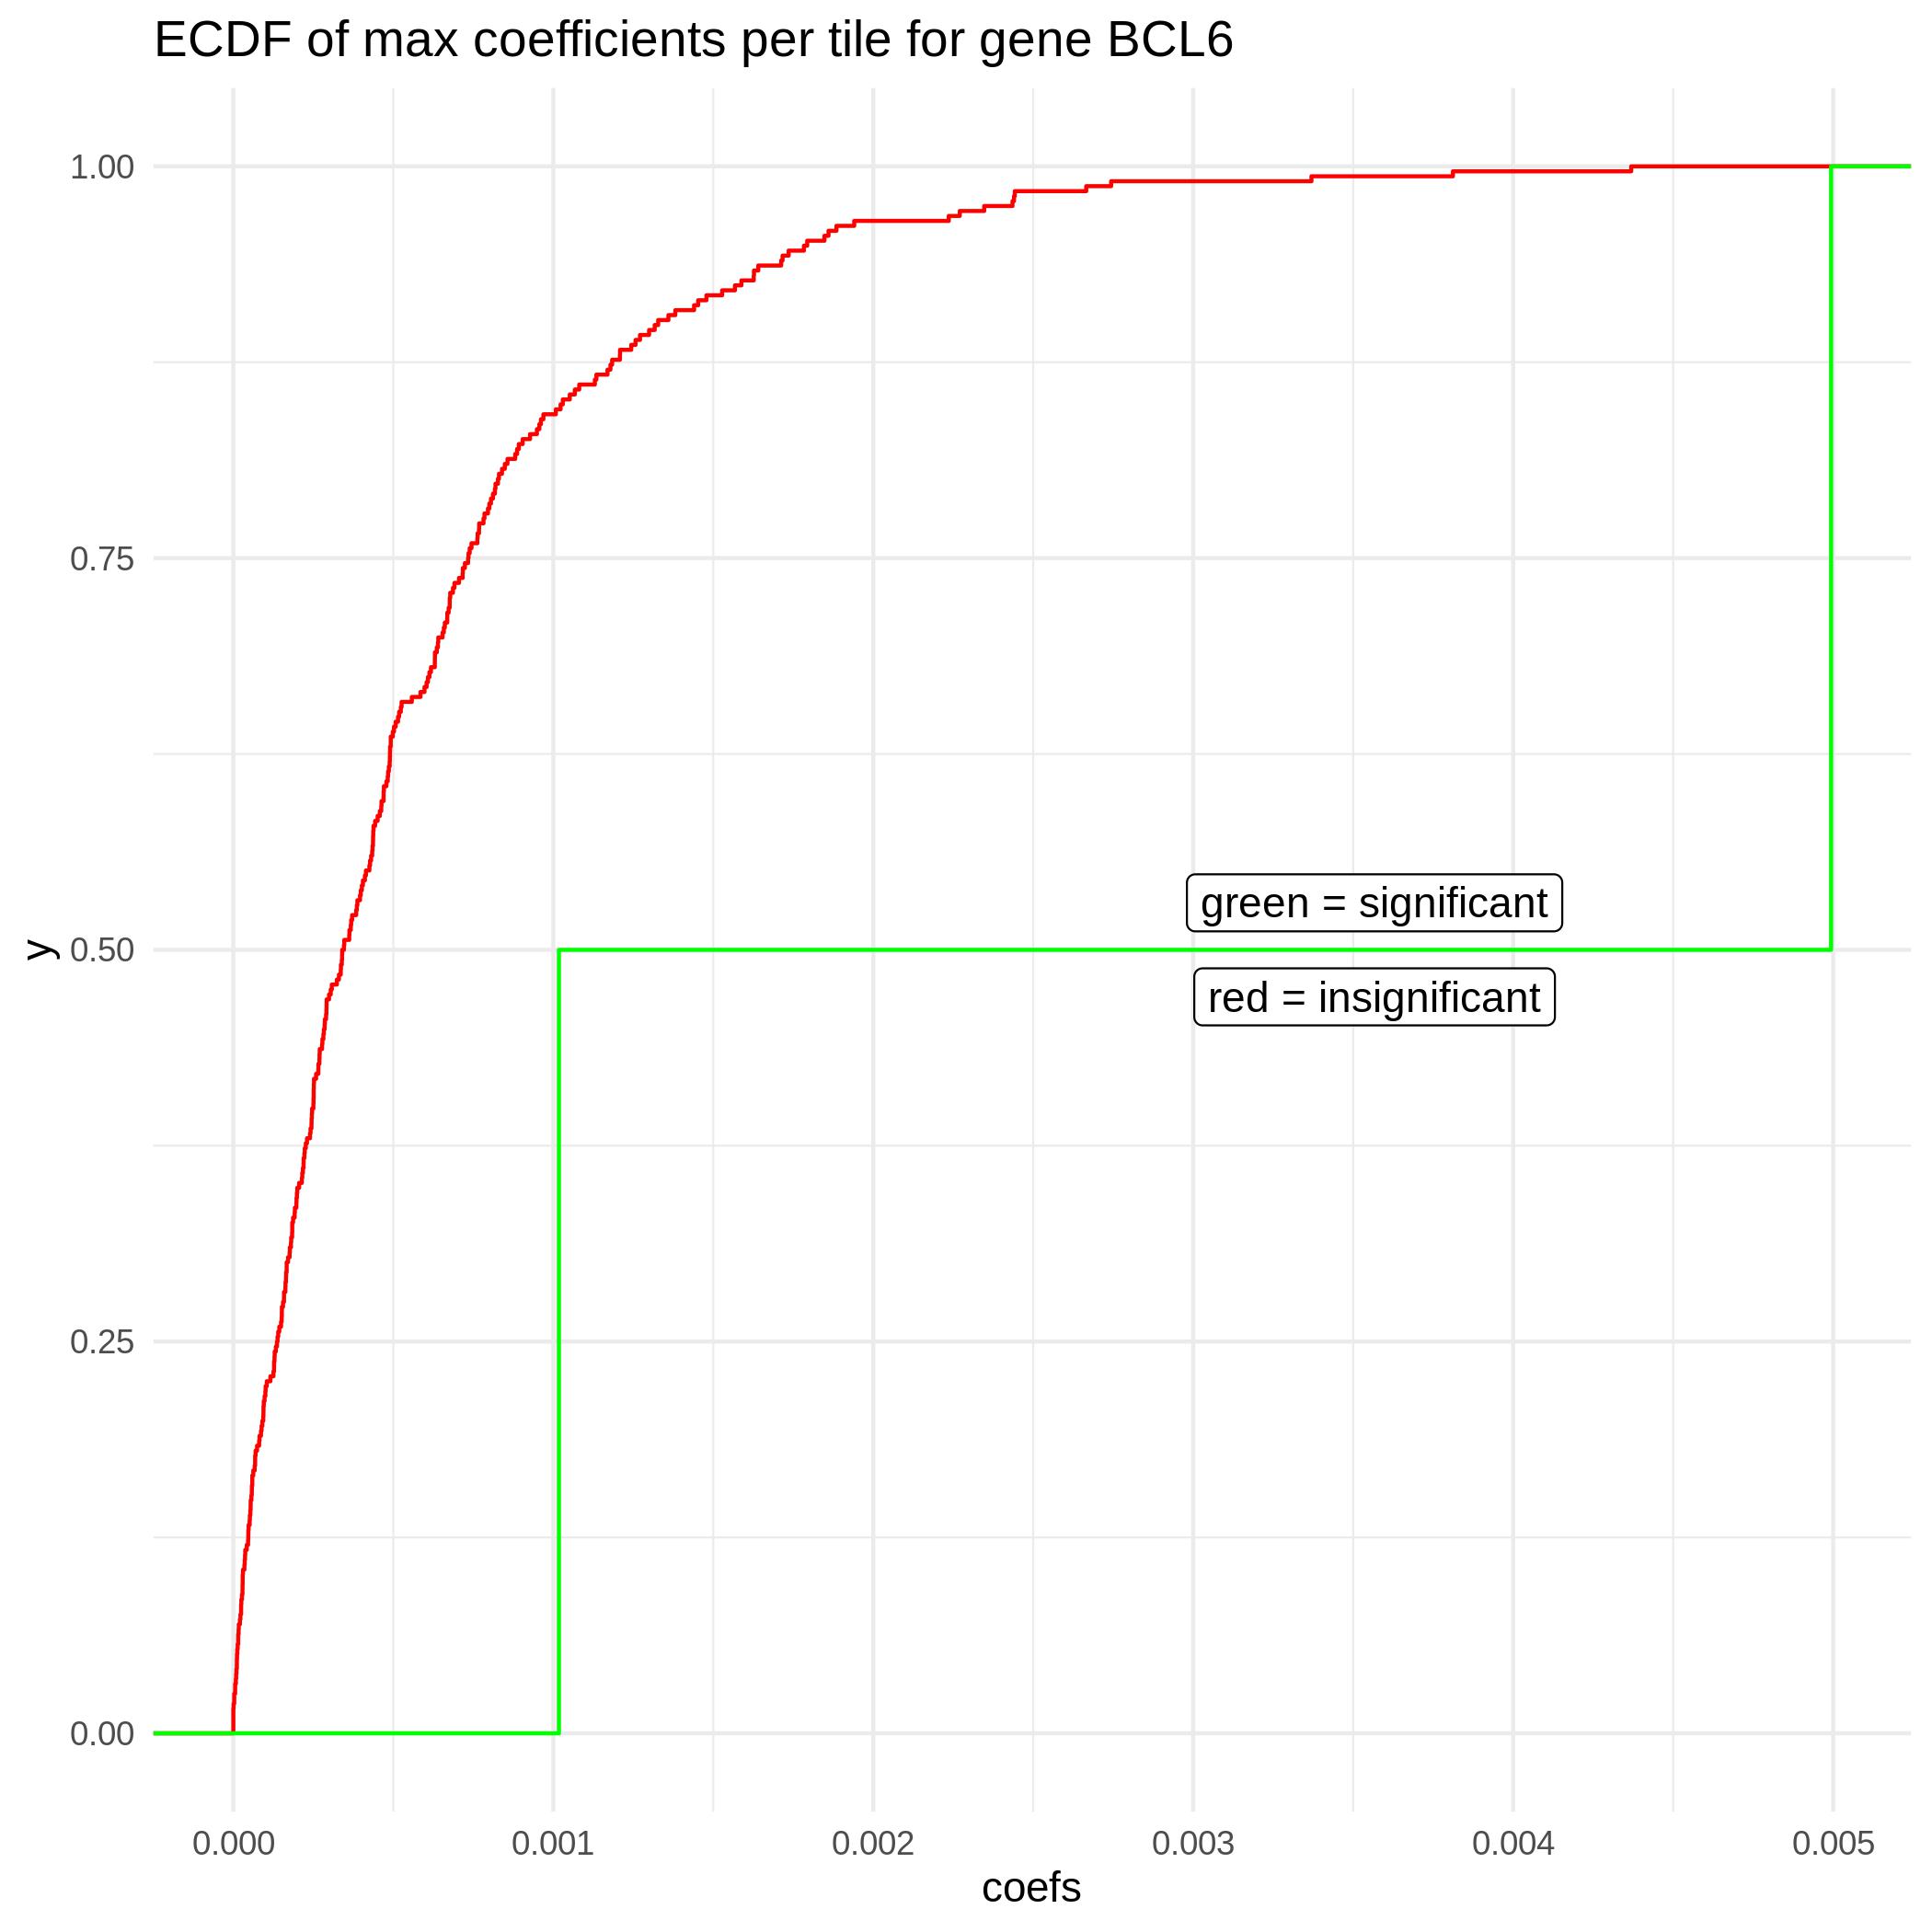 ECDF of max coefficients per tile for gene BCL6
1.00
0.75
0.50
0.25
0.00
y
green = significant
red = insignificant
0.000 0.001 0.002 0.003 0.004 0.005
coefs